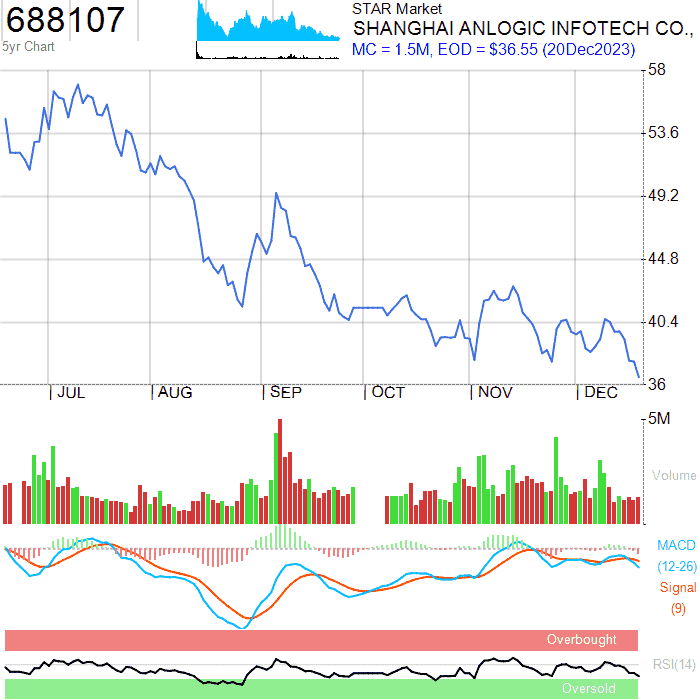 688107
5yr Chart
STAR Market
SHANGHAI ANLOGIC INFOTECH CO.,
MC = 1.5M, EOD = $36.55 (20Dec2023)
58
53.6
49.2
44.8
40.4
36
JUL
AUG
SEP
OCT
NOV
DEC
5M
Volume
MACD
(12-26)
Signal
(9)
Overbought
RSI(14)
Oversold